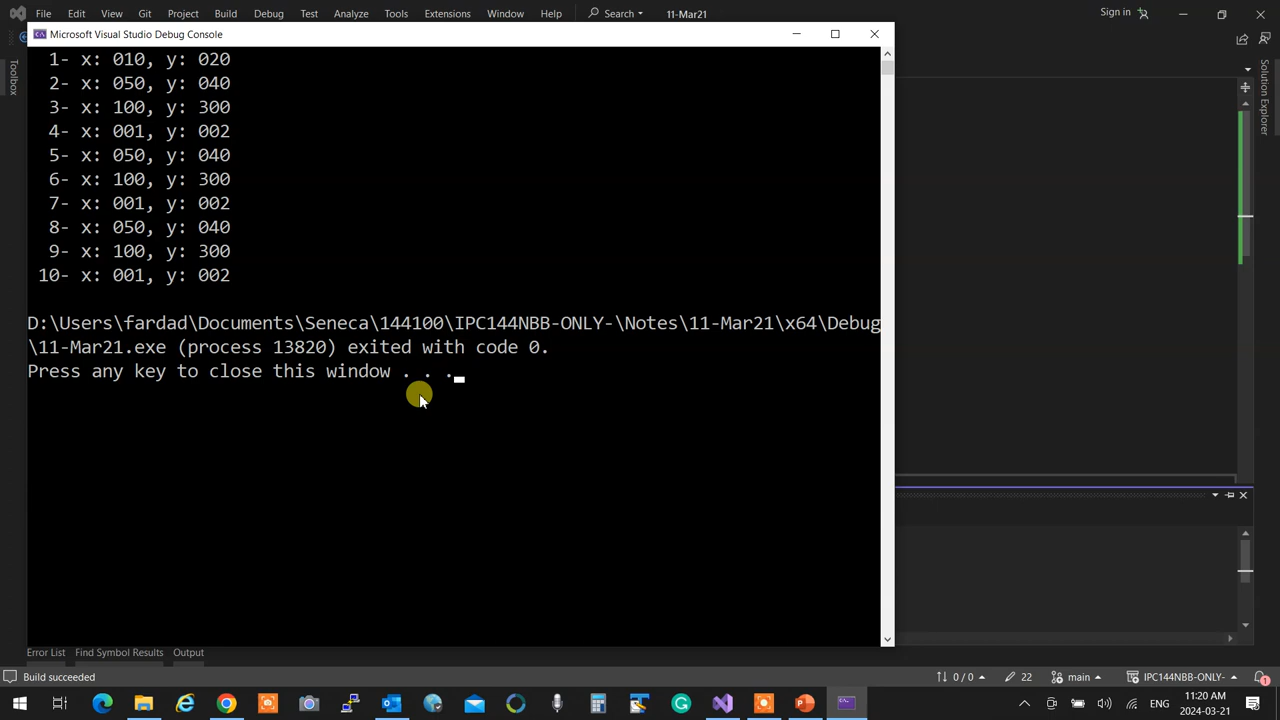 File Edit View Git Project Build Debug Test Analyze Tools Extensions Window Help Search 11-Mar21 Sign in
Microsoft Visual Studio Debug Console
Toolbox
Solution Explorer
1- x: 010, y: 020
2- x: 050, y: 040
3- x: 100, y: 300
4- x: 001, y: 002
5- x: 050, y: 040
6- x: 100, y: 300
7- x: 001, y: 002
8- x: 050, y: 040
9- x: 100, y: 300
10- x: 001, y: 002
D:\Users\fardad\Documents\Seneca\144100\IPC144NBB-ONLY-\Notes\11-Mar21\x64\Debug
\11-Mar21.exe (process 13820) exited with code 0.
Press any key to close this window . . .
Error List Find Symbol Results Output
Build succeeded 0 / 0 22 main IPC144NBB-ONLY- 1
ENG 11:20 AM
2024-03-21